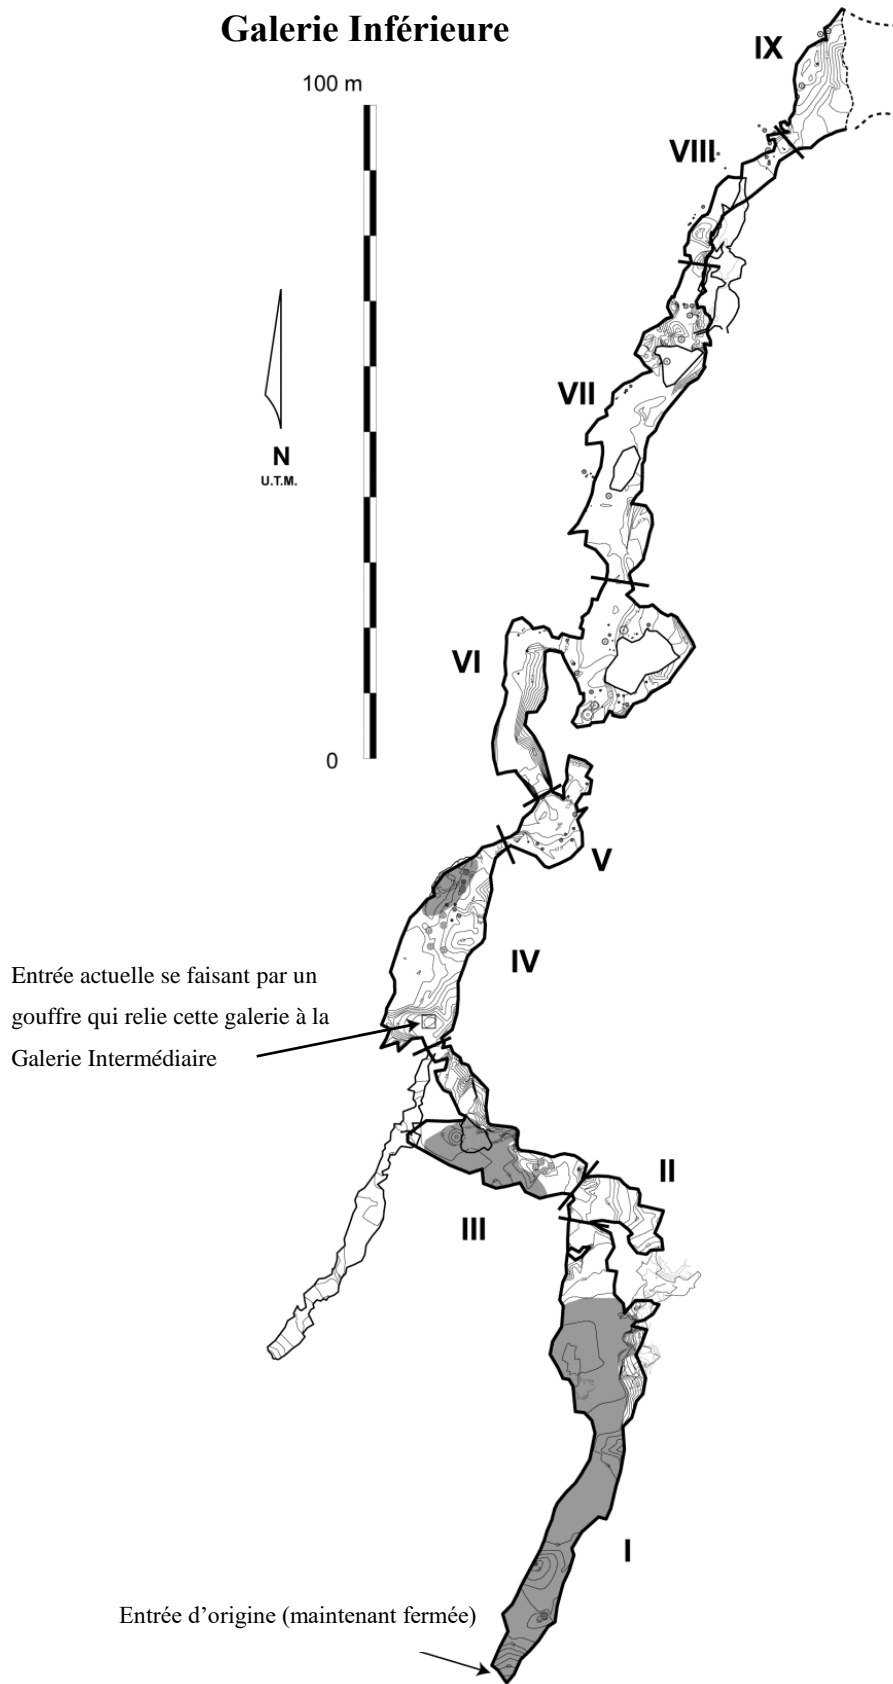 Galerie Inférieure
100 m
IX
VIII
VII
N
U.T.M.
VI
0
V
IV
Entrée actuelle se faisant par un
gouffre qui relie cette galerie à la
Galerie Intermédiaire
II
III
I
Entrée d’origine (maintenant fermée)